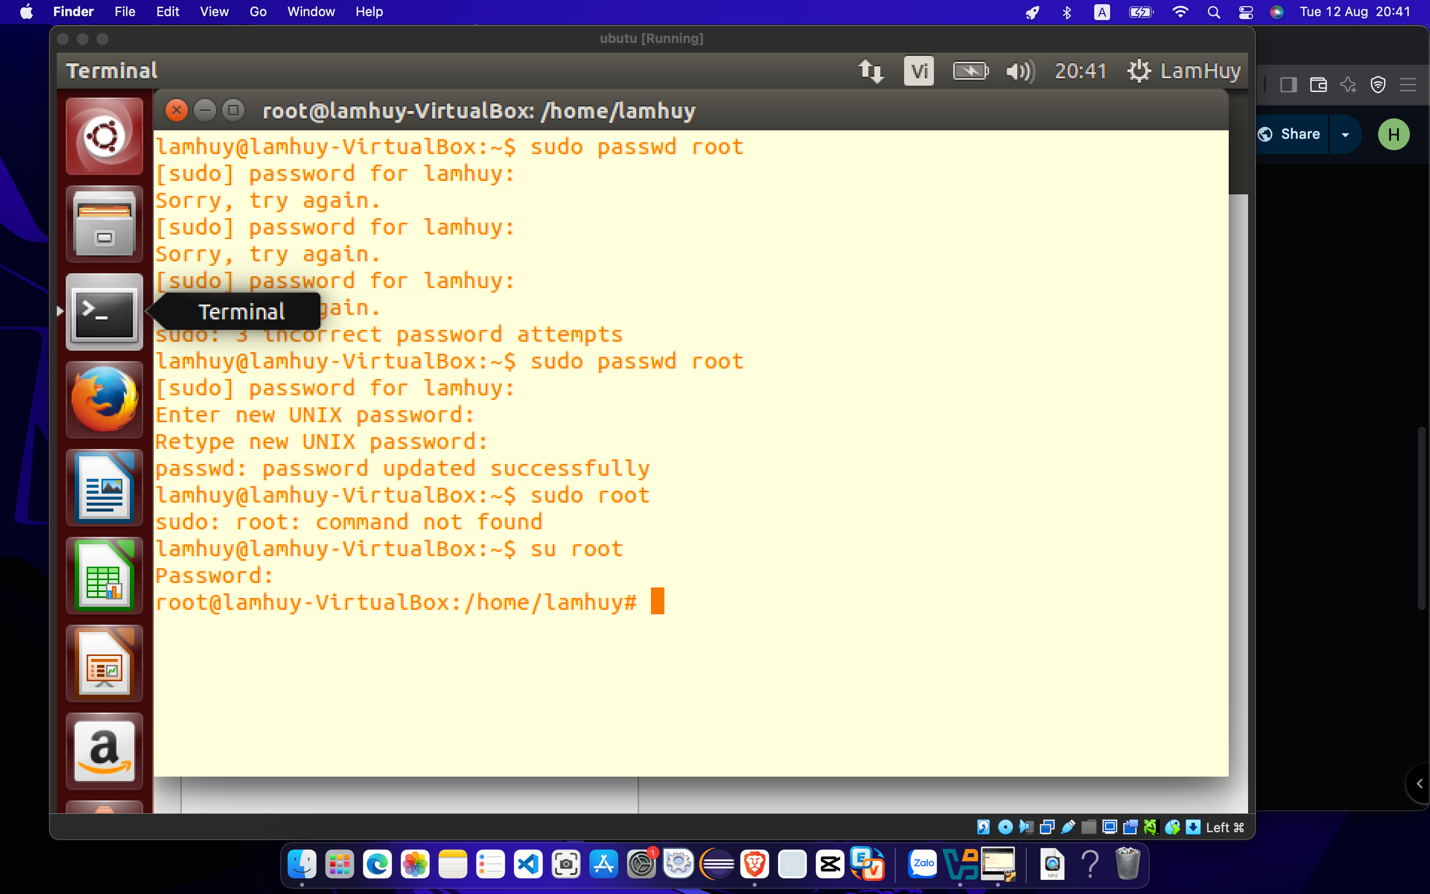 Finder File Edit View Go Window Help
A
Tue 12 Aug 20:41
ubutu [Running]
Terminal
Vi
20:41
LamHuy
root@lamhuy-VirtualBox: /home/lamhuy
Share
H
lamhuy@lamhuy-VirtualBox:~$ sudo passwd root
[sudo] password for lamhuy:
Sorry, try again.
[sudo] password for lamhuy:
Sorry, try again.
[sudo] password for lamhuy:
Terminal
again.
sudo: 3 incorrect password attempts
lamhuy@lamhuy-VirtualBox:~$ sudo passwd root
[sudo] password for lamhuy:
Enter new UNIX password:
Retype new UNIX password:
passwd: password updated successfully
lamhuy@lamhuy-VirtualBox:~$ sudo root
sudo: root: command not found
lamhuy@lamhuy-VirtualBox:~$ su root
Password:
root@lamhuy-VirtualBox:/home/lamhuy#
a
Left ⌘
1
Zalo